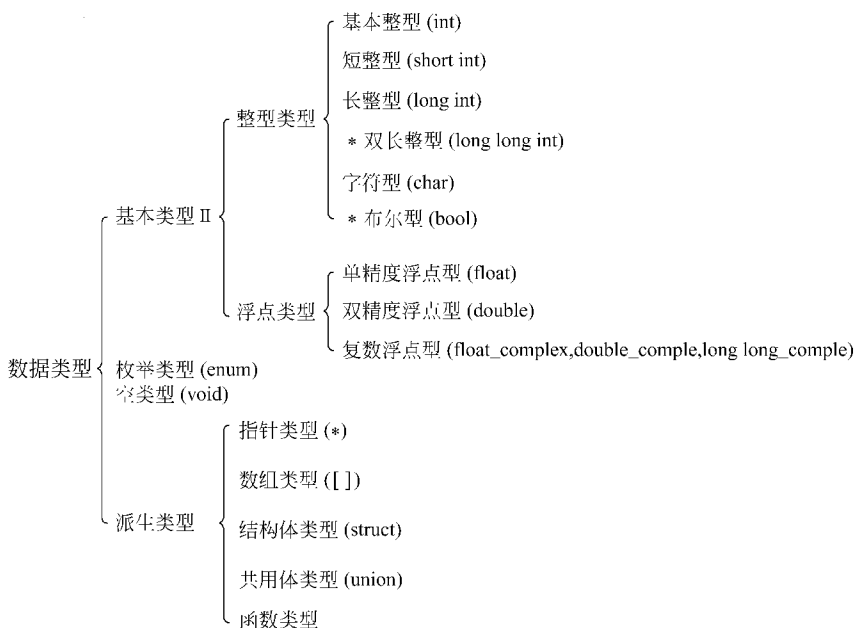 基本整型 (int)
短整型 (short int)
长整型 (long int)
整型类型
* 双长整型 (long long int)
字符型 (char)
* 布尔型 (bool)
基本类型 Ⅱ
单精度浮点型 (float)
浮点类型
双精度浮点型 (double)
复数浮点型 (float_complex,double_comple,long long_comple)
数据类型
枚举类型 (enum)
空类型 (void)
指针类型 (*)
数组类型 ([ ])
派生类型
结构体类型 (struct)
共用体类型 (union)
函数类型